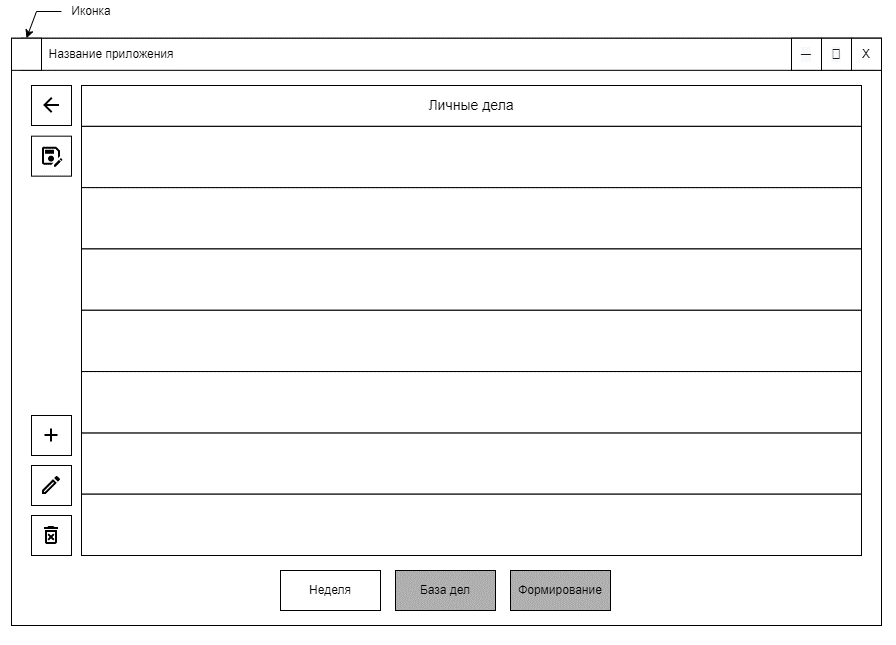 Иконка
Название приложения
X
Личные дела
Неделя
База дел
Формирование